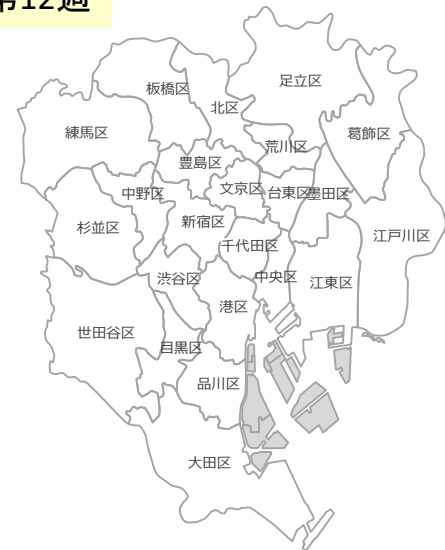 第12週
足立区
板橋区
北区
練馬区
葛飾区
荒川区
豊島区
文京区
台東区
墨田区
中野区
杉並区
新宿区
千代田区
江戸川区
渋谷区
中央区
江東区
港区
世田谷区
目黒区
品川区
大田区